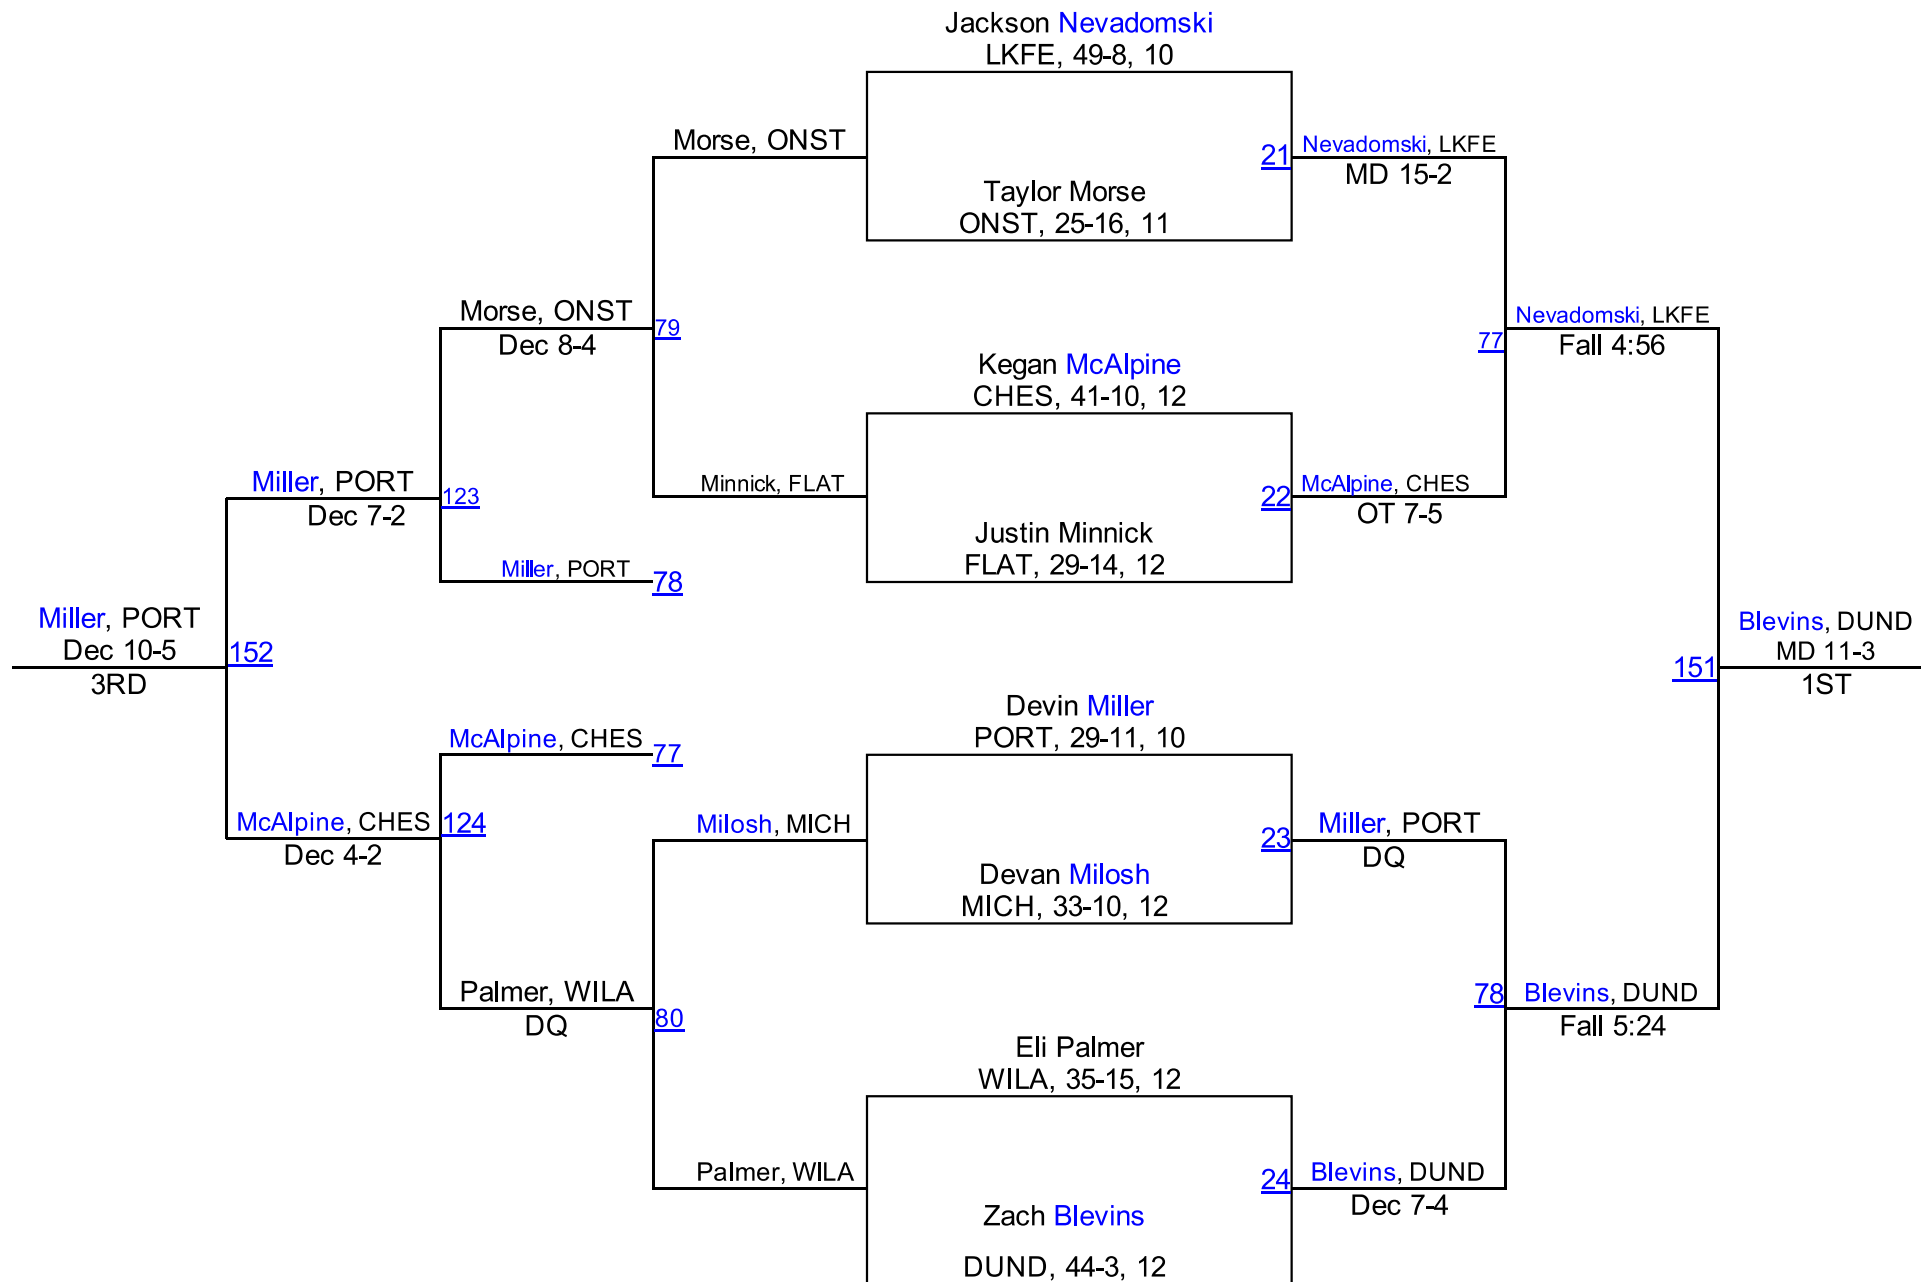 Jackson Nevadomski
LKFE, 49-8, 10
Morse, ONST
21
Nevadomski, LKFE
MD 15-2
Taylor Morse
ONST, 25-16, 11
Morse, ONST
Dec 8-4
79
Nevadomski, LKFE
Fall 4:56
77
Kegan McAlpine
CHES, 41-10, 12
Miller, PORT
Dec 7-2
123
Minnick, FLAT
22
McAlpine, CHES
OT 7-5
Justin Minnick
FLAT, 29-14, 12
Miller, PORT
78
Miller, PORT
Dec 10-5
3RD
152
151
Blevins, DUND
MD 11-3
1ST
Devin Miller
PORT, 29-11, 10
McAlpine, CHES
77
McAlpine, CHES
Dec 4-2
124
Milosh, MICH
23
Miller, PORT
DQ
Devan Milosh
MICH, 33-10, 12
Palmer, WILA
DQ
80
78
Blevins, DUND
Fall 5:24
Eli Palmer
WILA, 35-15, 12
Palmer, WILA
24
Blevins, DUND
Dec 7-4
Zach Blevins
DUND, 44-3, 12